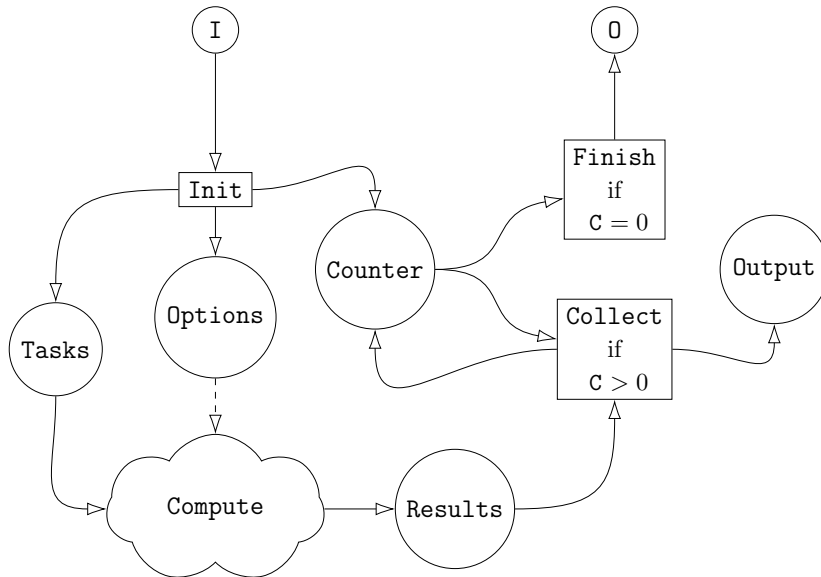 I
O
Init
Finish
if
C = 0
Counter
Output
Options
Collect
if
C > 0
Tasks
Compute
Results